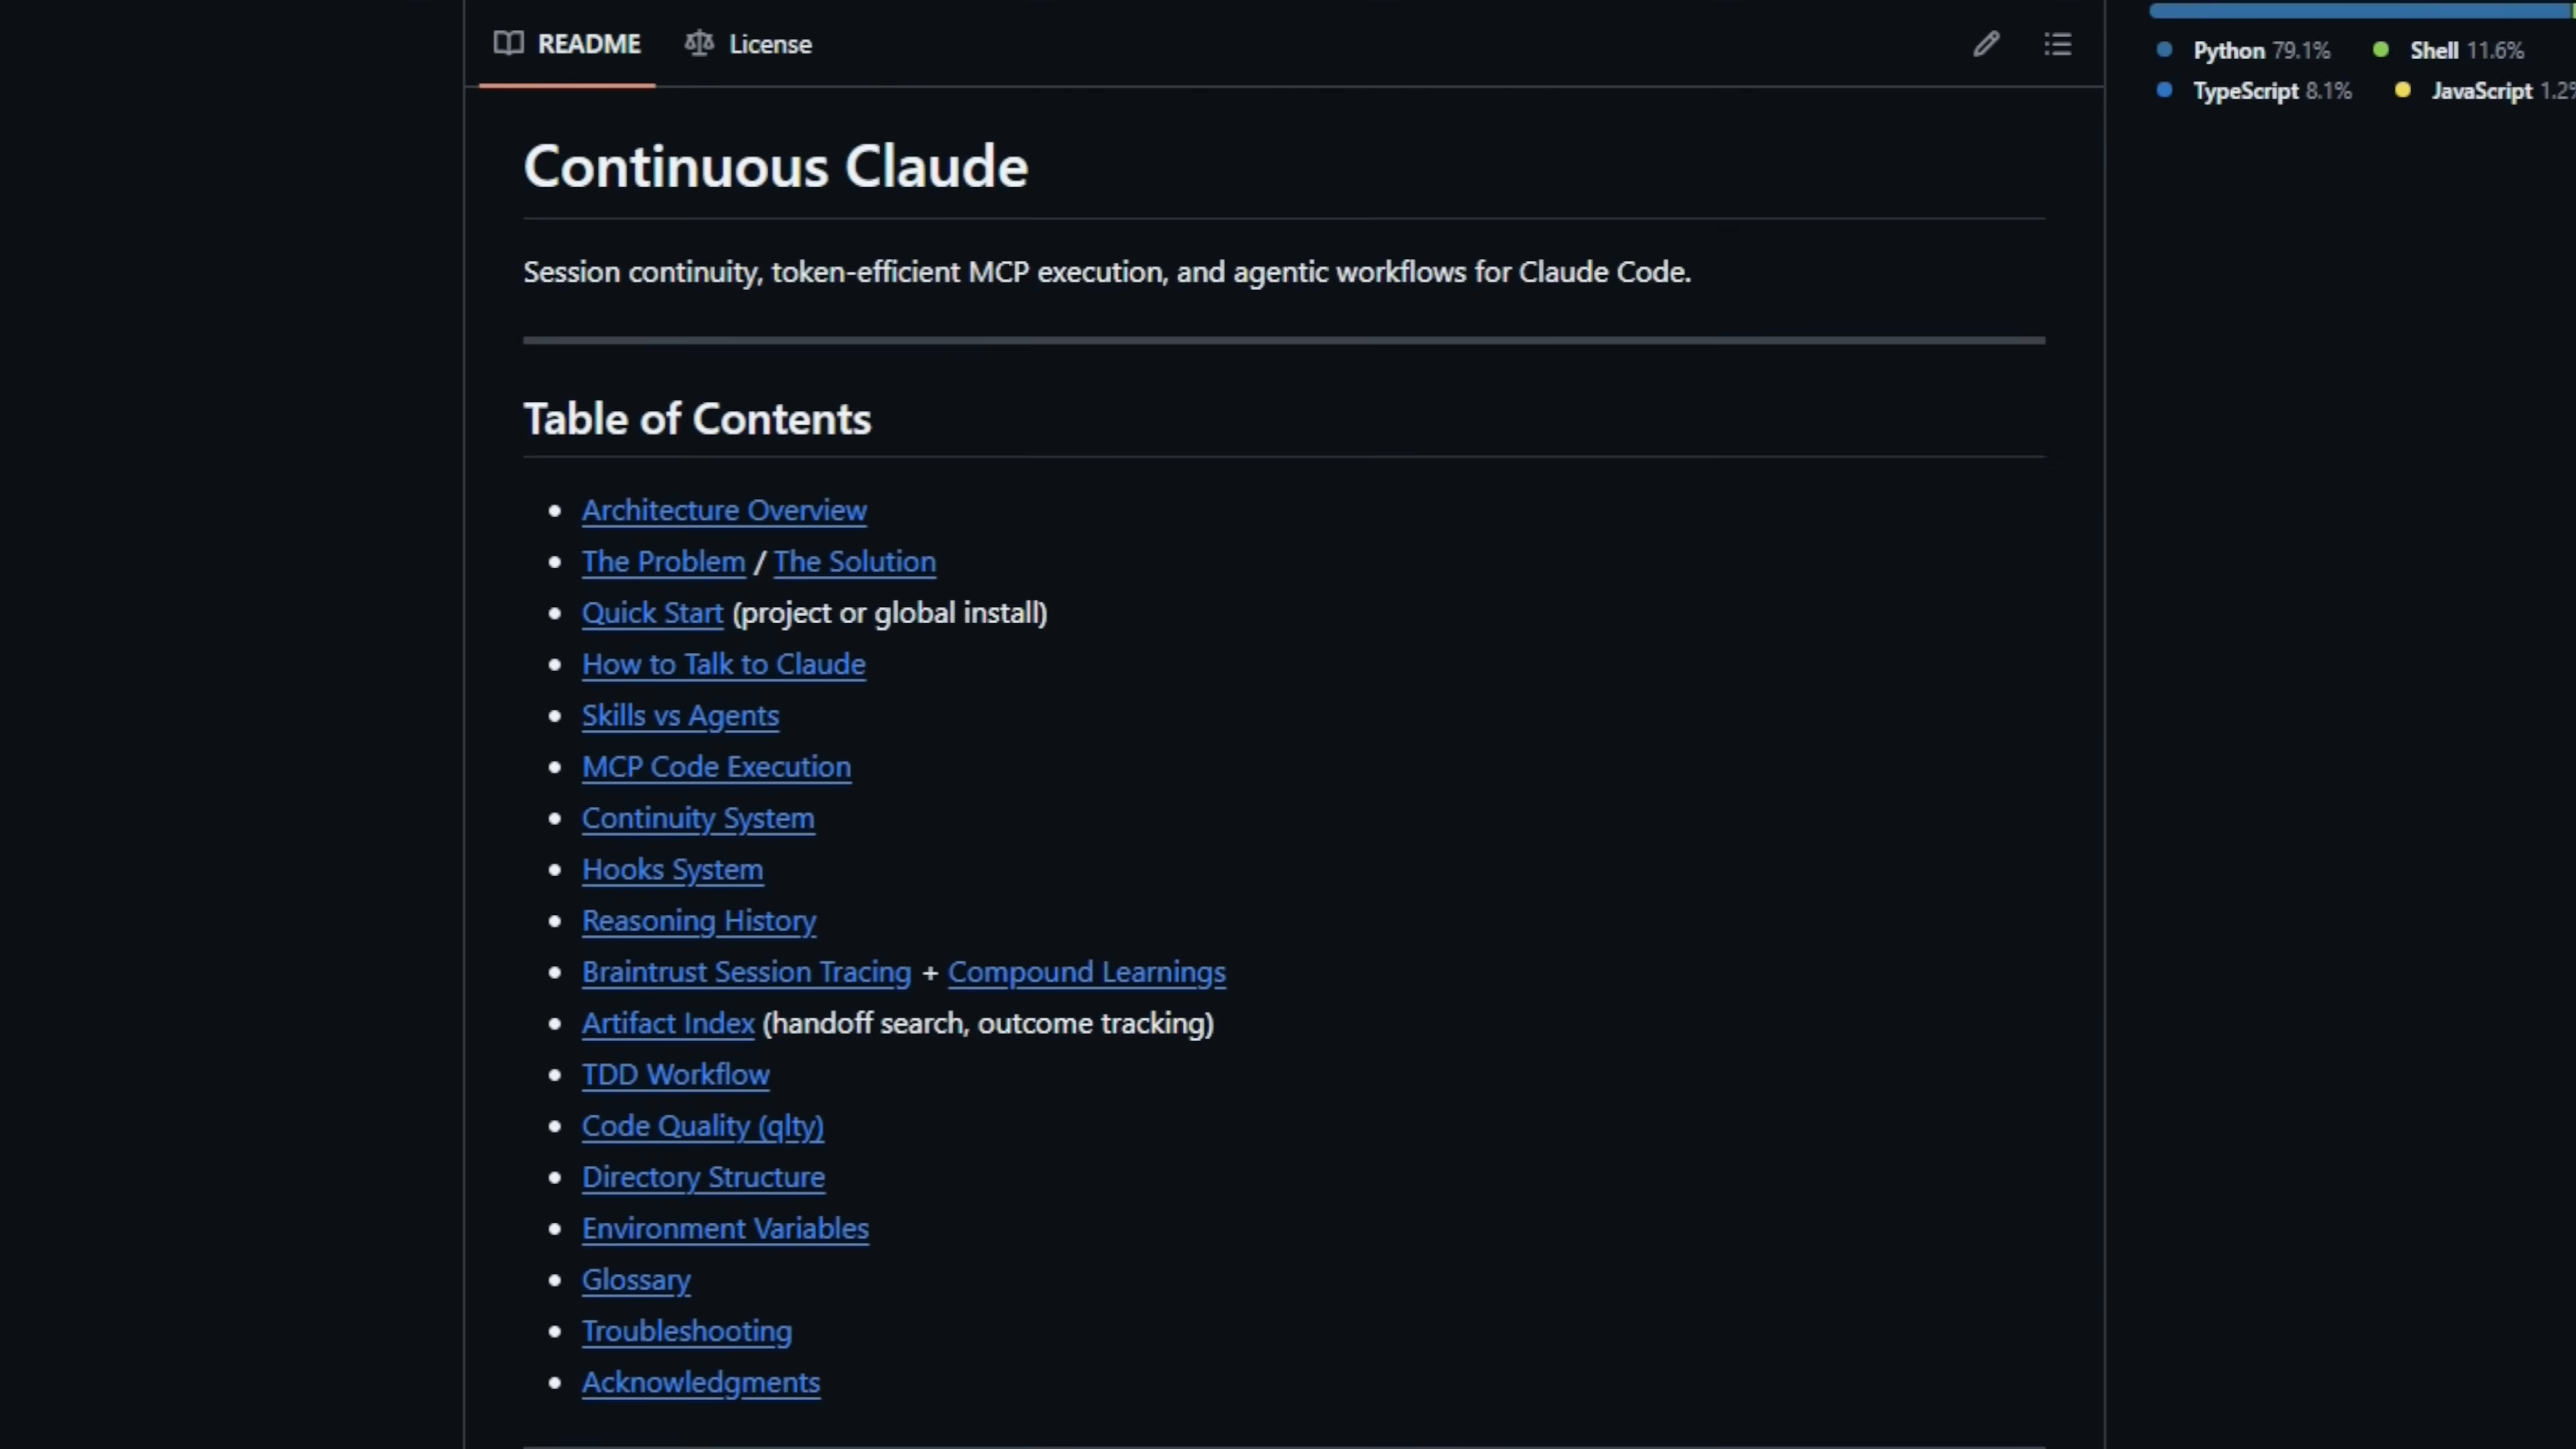 README License
Python 79.1% Shell 11.6%
TypeScript 8.1% JavaScript 1.2%
Continuous Claude
Session continuity, token-efficient MCP execution, and agentic workflows for Claude Code.
Table of Contents
Architecture Overview
The Problem / The Solution
Quick Start (project or global install)
How to Talk to Claude
Skills vs Agents
MCP Code Execution
Continuity System
Hooks System
Reasoning History
Braintrust Session Tracing + Compound Learnings
Artifact Index (handoff search, outcome tracking)
TDD Workflow
Code Quality (qlty)
Directory Structure
Environment Variables
Glossary
Troubleshooting
Acknowledgments